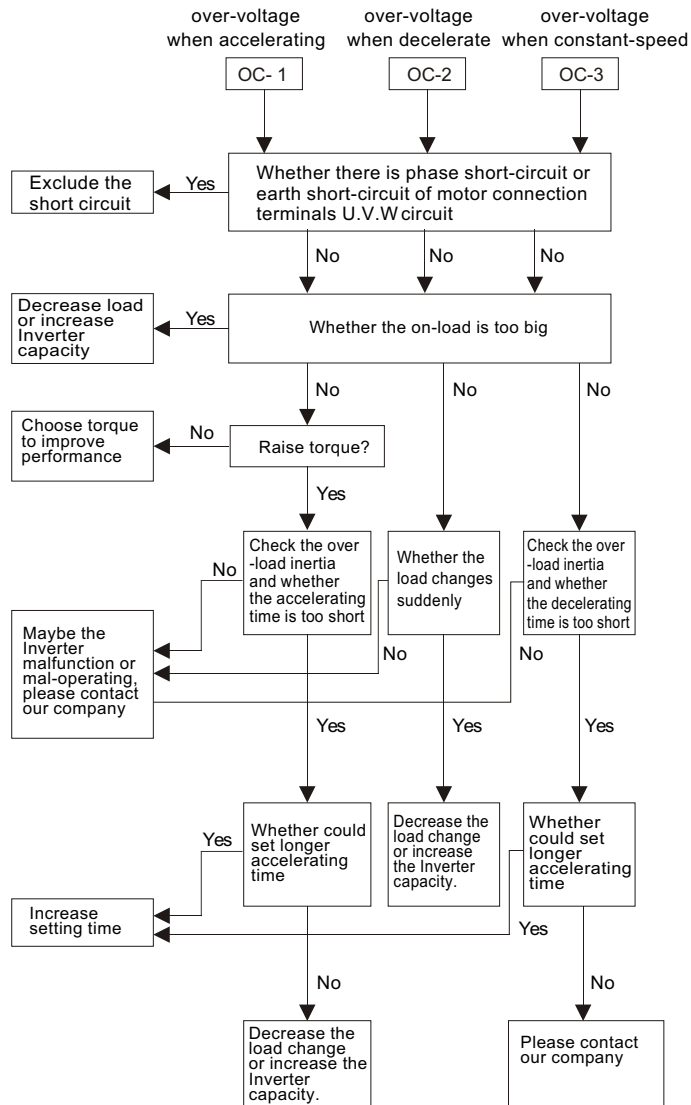 over-voltage
when accelerating
over-voltage
when decelerate
over-voltage
when constant-speed
OC- 1
OC-2
OC-3
Whether there is phase short-circuit or
earth short-circuit of motor connection
terminals U.V.W circuit
Yes
Exclude the
short circuit
No
No
No
Whether the on-load is too big
Yes
Decrease load
or increase
Inverter
capacity
No
No
No
Raise torque?
No
Choose torque
to improve
performance
Yes
Check the over
-load inertia
and whether
the accelerating
time is too short
Whether the
load changes
suddenly
Check the over
-load inertia
and whether
the decelerating
time is too short
No
No
No
Maybe the
Inverter
malfunction or
mal-operating,
please contact
our company
Yes
Yes
Yes
Whether could
set longer
accelerating
time
Decrease the
load change
or increase
the Inverter
capacity.
Whether
could set
longer
accelerating
time
Yes
Yes
Increase
setting time
No
No
Decrease the
load change
or increase the
Inverter
capacity.
Please contact
our company